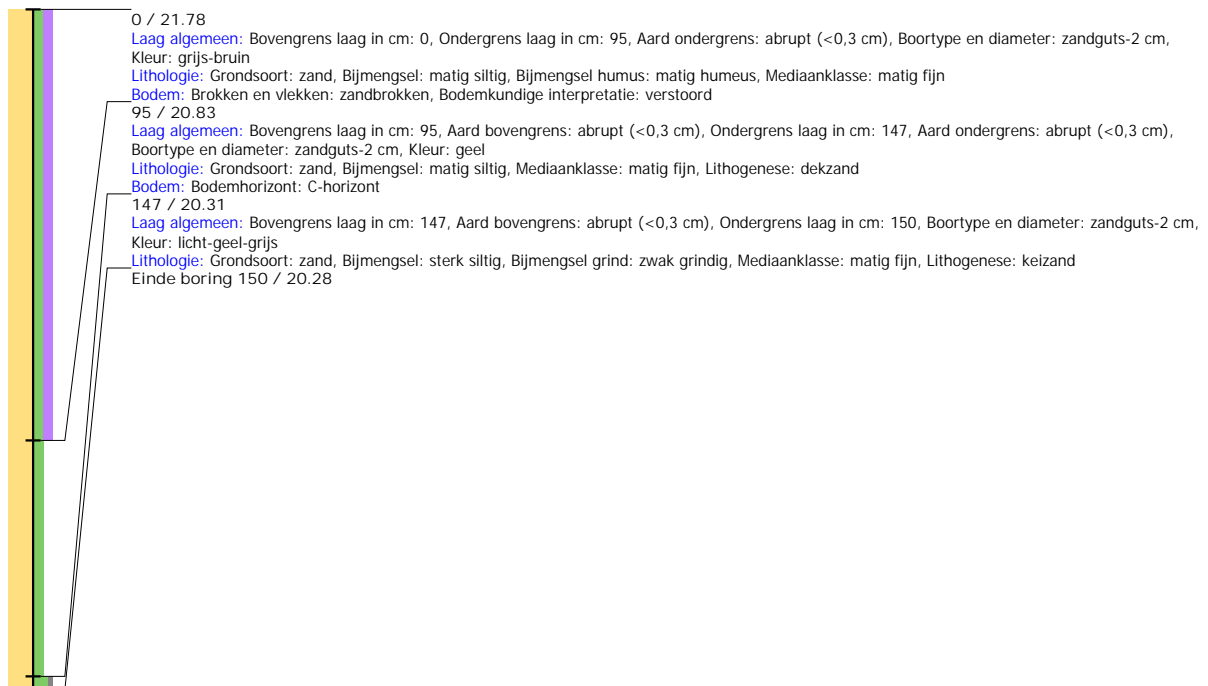 0 / 21.78
Laag algemeen: Bovengrens laag in cm: 0, Ondergrens laag in cm: 95, Aard ondergrens: abrupt (<0,3 cm), Boortype en diameter: zandguts-2 cm,
Kleur: grijs-bruin
Lithologie: Grondsoort: zand, Bijmengsel: matig siltig, Bijmengsel humus: matig humeus, Mediaanklasse: matig fijn
Bodem: Brokken en vlekken: zandbrokken, Bodemkundige interpretatie: verstoord
95 / 20.83
Laag algemeen: Bovengrens laag in cm: 95, Aard bovengrens: abrupt (<0,3 cm), Ondergrens laag in cm: 147, Aard ondergrens: abrupt (<0,3 cm),
Boortype en diameter: zandguts-2 cm, Kleur: geel
Lithologie: Grondsoort: zand, Bijmengsel: matig siltig, Mediaanklasse: matig fijn, Lithogenese: dekzand
Bodem: Bodemhorizont: C-horizont
147 / 20.31
Laag algemeen: Bovengrens laag in cm: 147, Aard bovengrens: abrupt (<0,3 cm), Ondergrens laag in cm: 150, Boortype en diameter: zandguts-2 cm,
Kleur: licht-geel-grijs
Lithologie: Grondsoort: zand, Bijmengsel: sterk siltig, Bijmengsel grind: zwak grindig, Mediaanklasse: matig fijn, Lithogenese: keizand
Einde boring 150 / 20.28